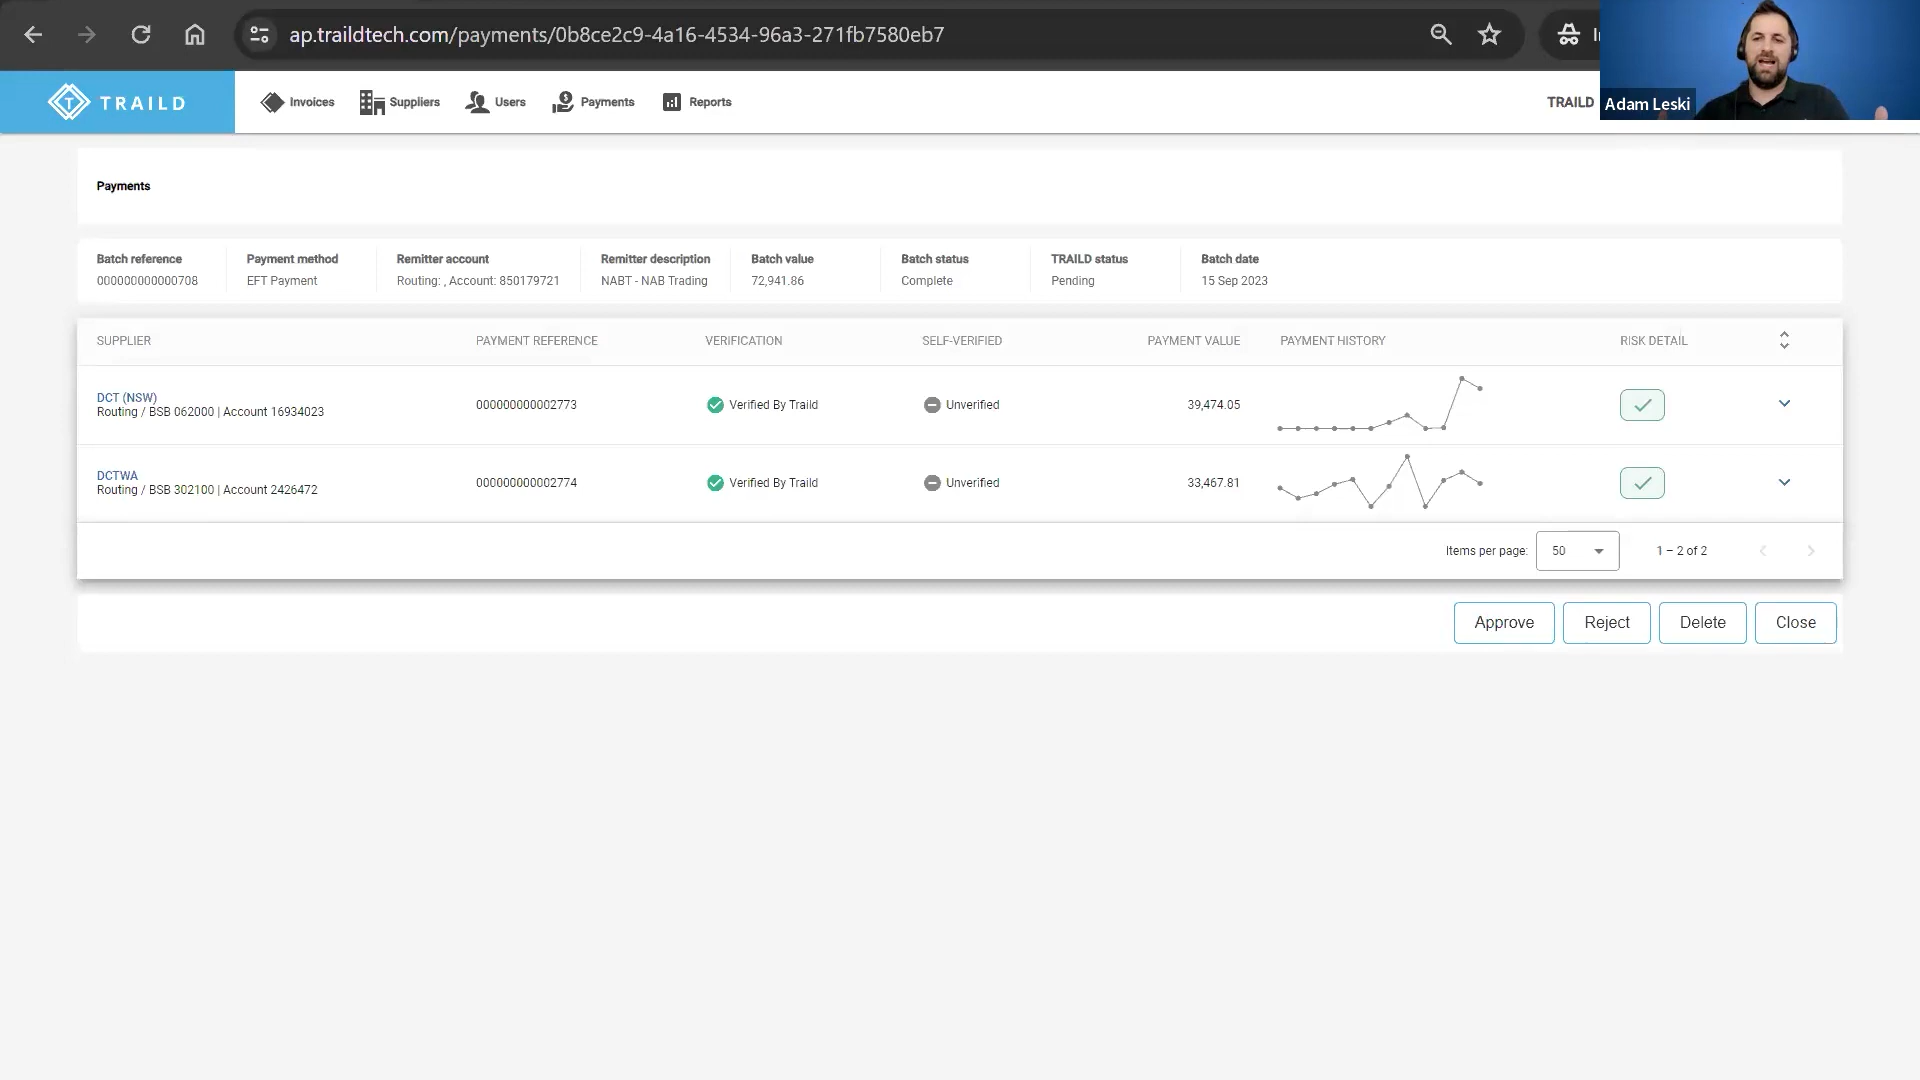 ap.traildtech.com/payments/0b8ce2c9-4a16-4534-96a3-271fb7580eb7
TRAILD
Invoices
Suppliers
Users
Payments
Reports
TRAILD
Adam Leski
Payments
Batch reference
000000000000708
Payment method
EFT Payment
Remitter account
Routing: , Account: 850179721
Remitter description
NABT - NAB Trading
Batch value
72,941.86
Batch status
Complete
TRAILD status
Pending
Batch date
15 Sep 2023
SUPPLIER PAYMENT REFERENCE VERIFICATION SELF-VERIFIED PAYMENT VALUE PAYMENT HISTORY RISK DETAIL
DCT (NSW)
Routing / BSB 062000 | Account 16934023
000000000002773 Verified By Traild Unverified 39,474.05
DCTWA
Routing / BSB 302100 | Account 2426472
000000000002774 Verified By Traild Unverified 33,467.81
Items per page: 50 1 – 2 of 2
Approve Reject Delete Close